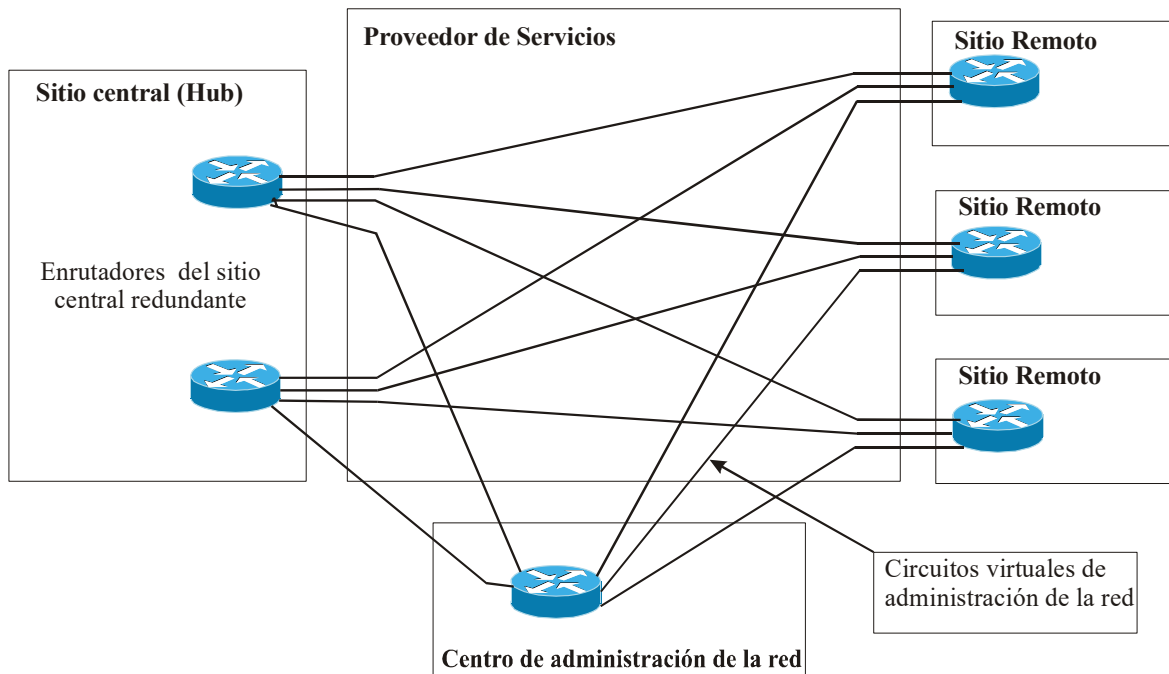 Proveedor de Servicios
Sitio Remoto
Sitio central (Hub)
Sitio Remoto
Enrutadores del sitio
central redundante
Sitio Remoto
Circuitos virtuales de
administración de la red
Centro de administración de la red